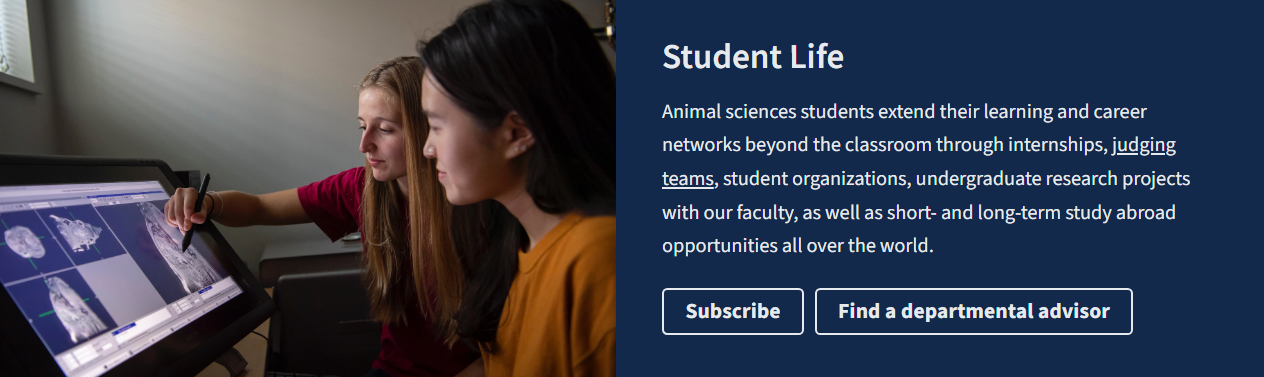 Student Life
Animal sciences students extend their learning and career
networks beyond the classroom through internships, judging
teams, student organizations, undergraduate research projects
with our faculty, as well as short- and long-term study abroad
opportunities all over the world.
Subscribe
Find a departmental advisor